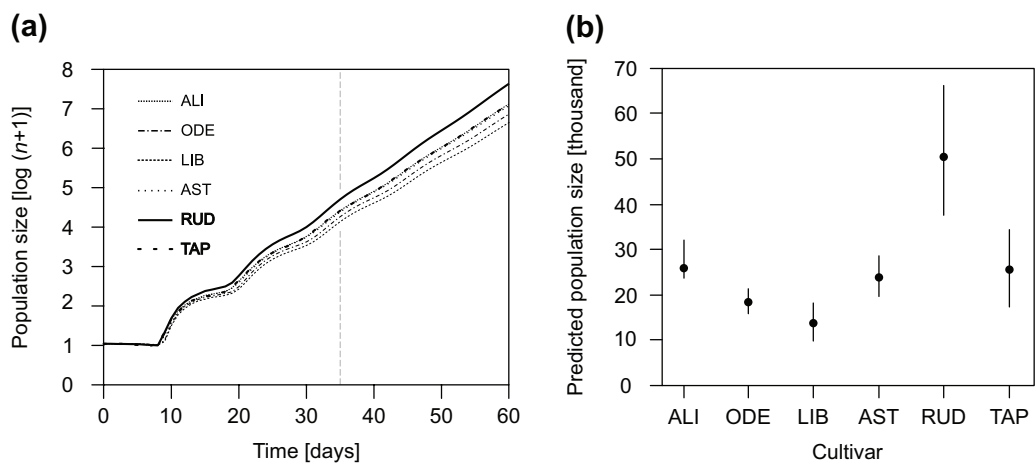 (a)
Population size [log (n+1)]
8
7
6
5
4
3
2
1
0
ALI
ODE
LIB
AST
RUD
TAP
0 10 20 30 40 50 60
Time [days]
(b)
Predicted population size [thousand]
70
60
50
40
30
20
10
0
ALI ODE LIB AST RUD TAP
Cultivar